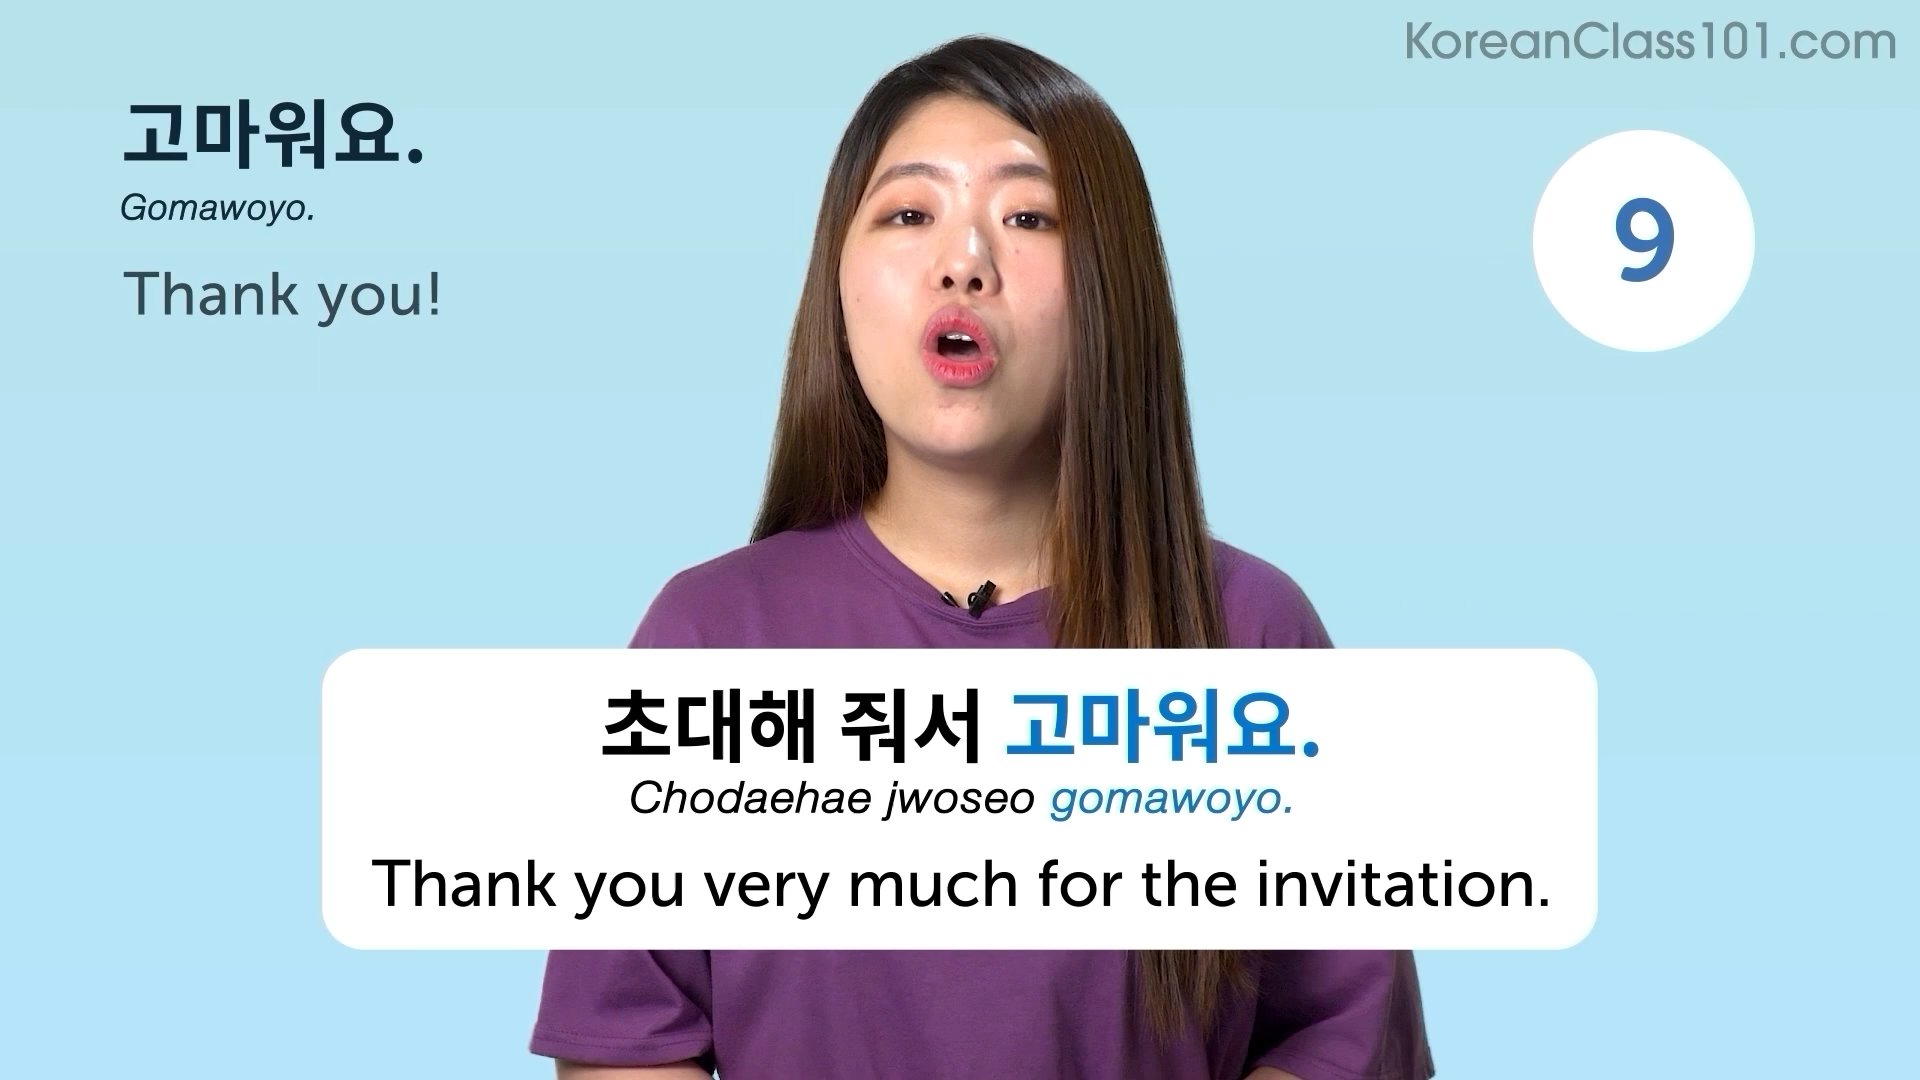 KoreanClass101.com
고마워요.
Gomawoyo.
Thank you!
9
초대해 줘서 고마워요.
Chodaehae jwoseo gomawoyo.
Thank you very much for the invitation.